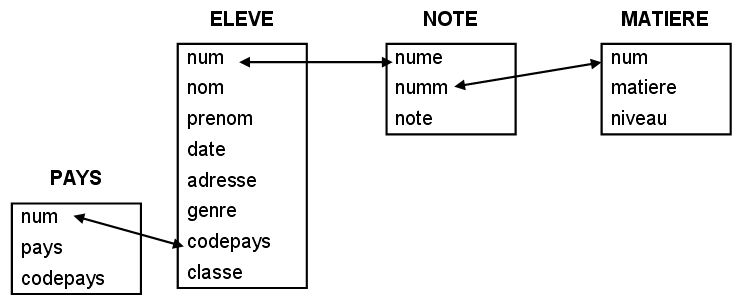 ELEVE
num
nom
prenom
date
adresse
genre
codepays
classe
NOTE
nume
numm
note
MATIERE
num
matiere
niveau
PAYS
num
pays
codepays